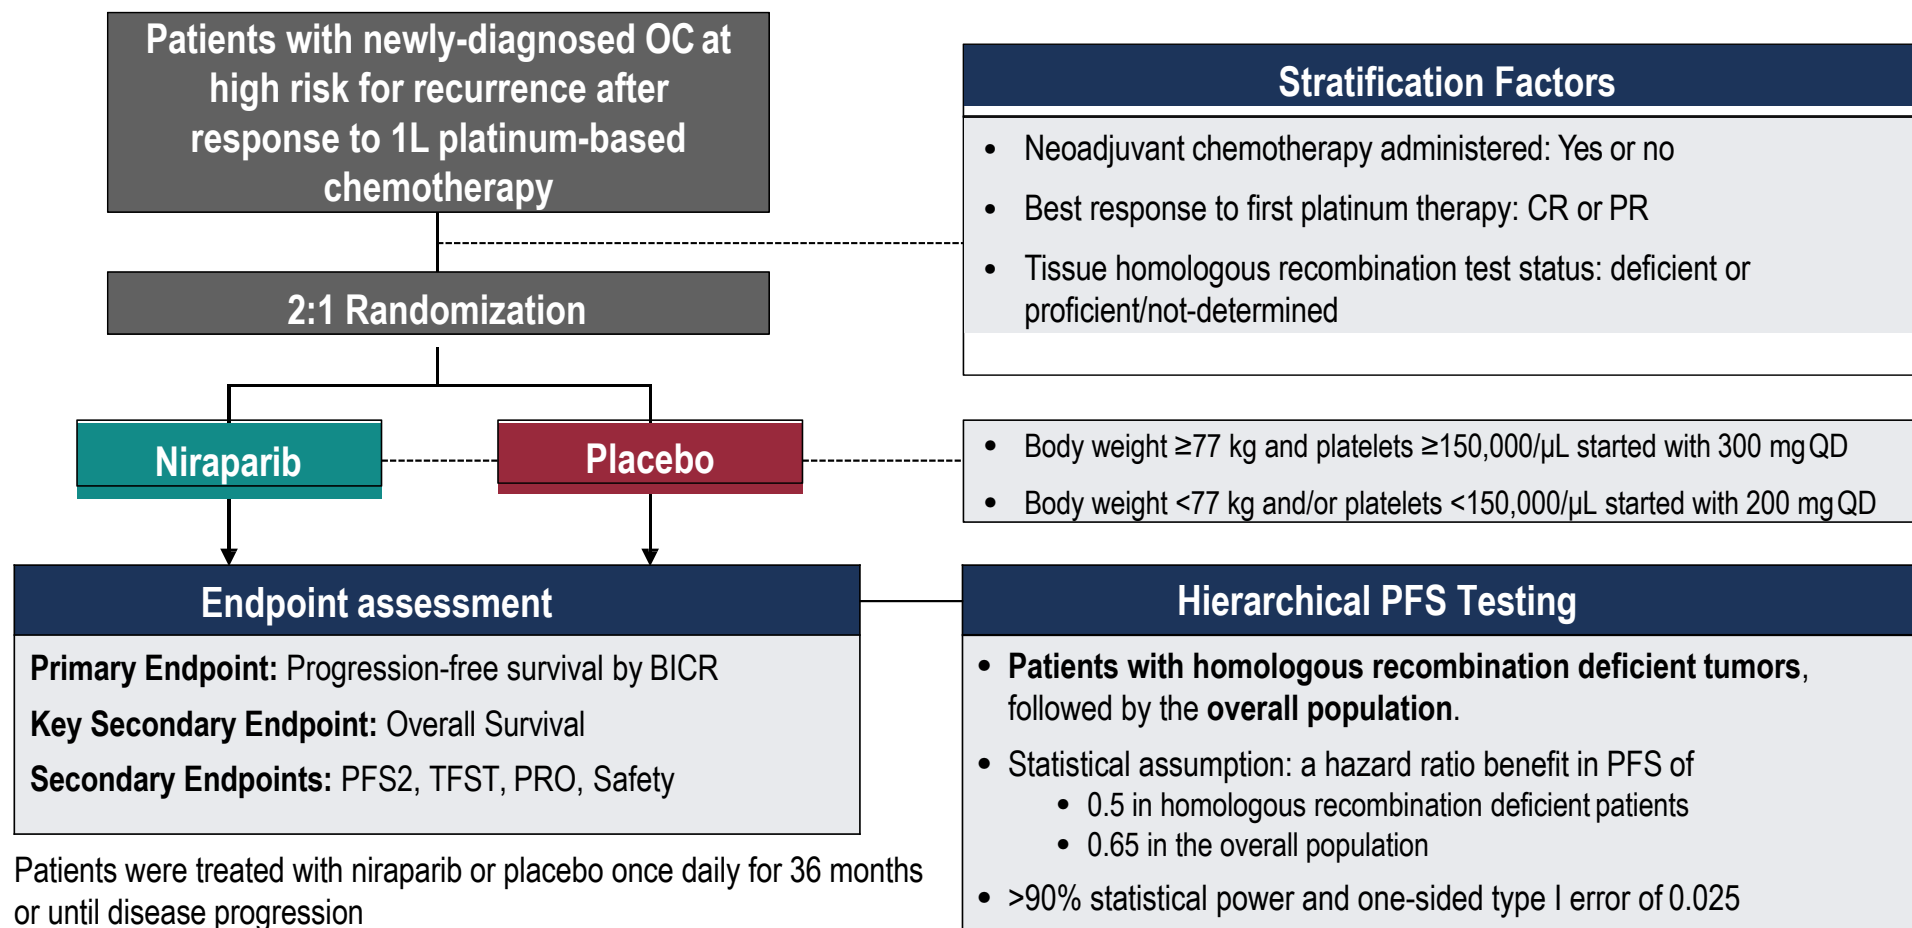 Patients with newly-diagnosed OC at
high risk for recurrence after
response to 1L platinum-based
chemotherapy
2:1 Randomization
Stratification Factors
• Neoadjuvant chemotherapy administered: Yes or no
• Best response to first platinum therapy: CR or PR
• Tissue homologous recombination test status: deficient or
proficient/not-determined
Niraparib
Placebo
• Body weight ≥77 kg and platelets ≥150,000/μL started with 300 mg QD
• Body weight <77 kg and/or platelets <150,000/μL started with 200 mg QD
Endpoint assessment
Primary Endpoint: Progression-free survival by BICR
Key Secondary Endpoint: Overall Survival
Secondary Endpoints: PFS2, TFST, PRO, Safety
Patients were treated with niraparib or placebo once daily for 36 months
or until disease progression
Hierarchical PFS Testing
• Patients with homologous recombination deficient tumors,
followed by the overall population.
• Statistical assumption: a hazard ratio benefit in PFS of
• 0.5 in homologous recombination deficient patients
• 0.65 in the overall population
• >90% statistical power and one-sided type I error of 0.025